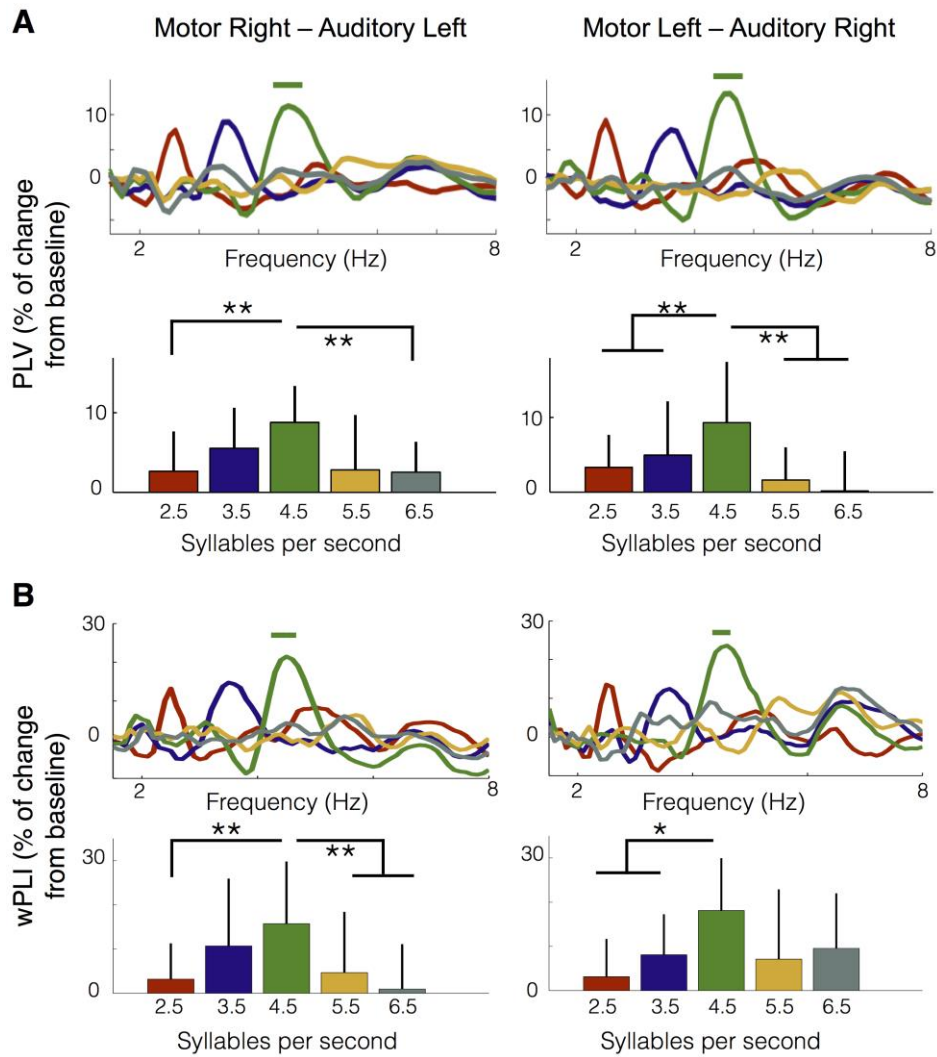 A
Motor Right – Auditory Left
Motor Left – Auditory Right
PLV (% of change
from baseline)
10
0
2
8
Frequency (Hz)
10
0
2
8
Frequency (Hz)
**
**
10
0
2.5 3.5 4.5 5.5 6.5
Syllables per second
**
**
10
0
2.5 3.5 4.5 5.5 6.5
Syllables per second
B
wPLI (% of change
from baseline)
30
0
2
8
Frequency (Hz)
30
0
2
8
Frequency (Hz)
**
**
30
0
2.5 3.5 4.5 5.5 6.5
Syllables per second
*
30
0
2.5 3.5 4.5 5.5 6.5
Syllables per second